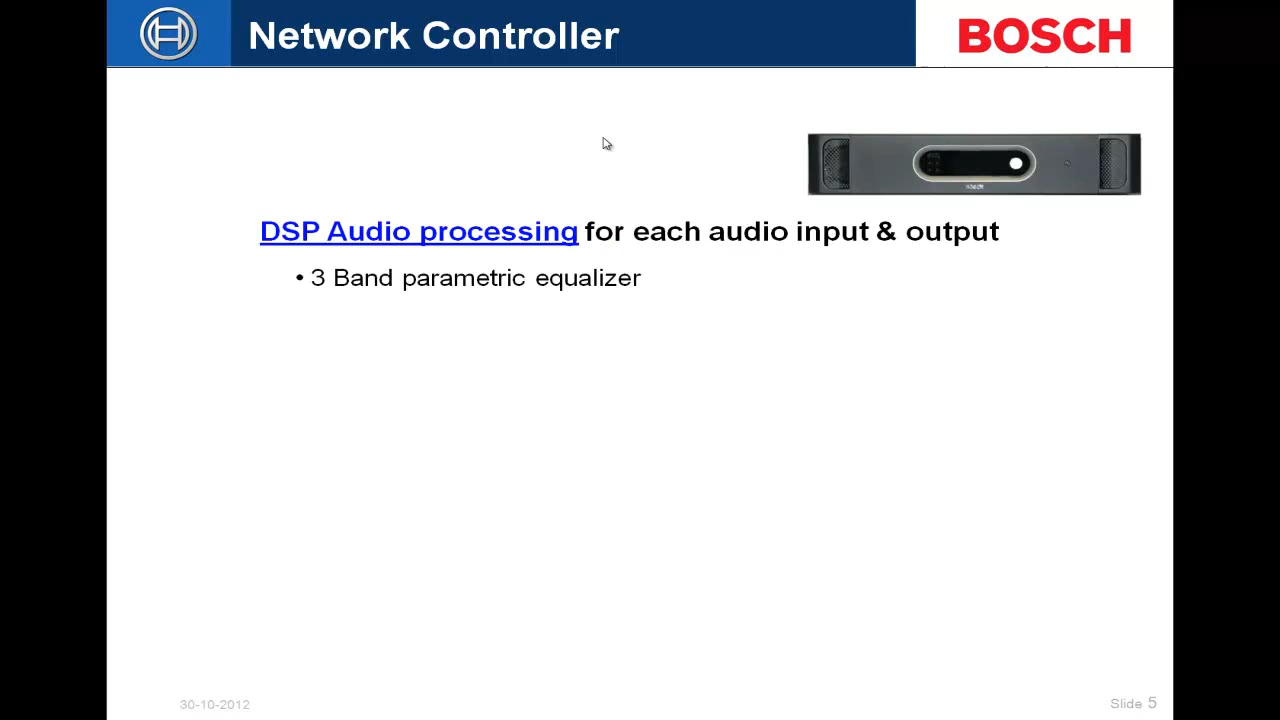 Network Controller
BOSCH
DSP Audio processing for each audio input & output
• 3 Band parametric equalizer
30-10-2012
Slide 5